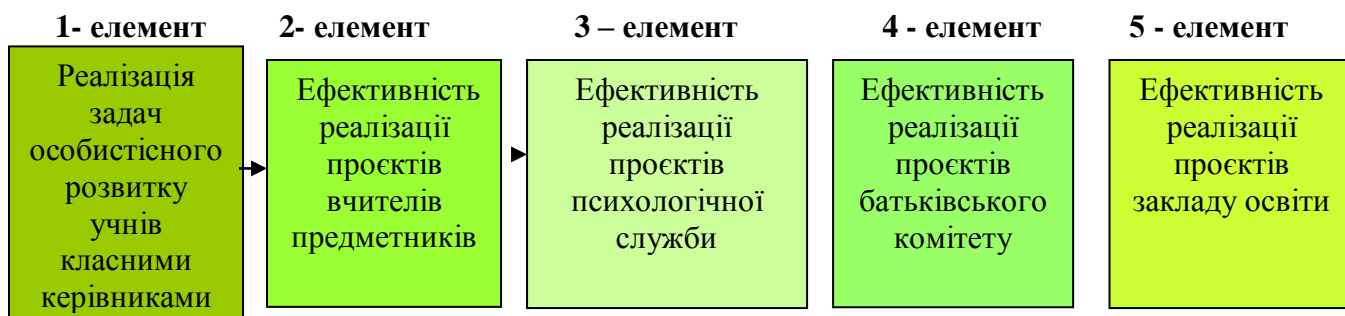 1- елемент
2- елемент
3 – елемент
4 - елемент
5 - елемент
Реалізація
задач
особистісного
розвитку
учнів
класними
керівниками
Ефективність
реалізації
проєктів
вчителів
предметників
Ефективність
реалізації
проєктів
психологічної
служби
Ефективність
реалізації
проєктів
батьківського
комітету
Ефективність
реалізації
проєктів
закладу освіти